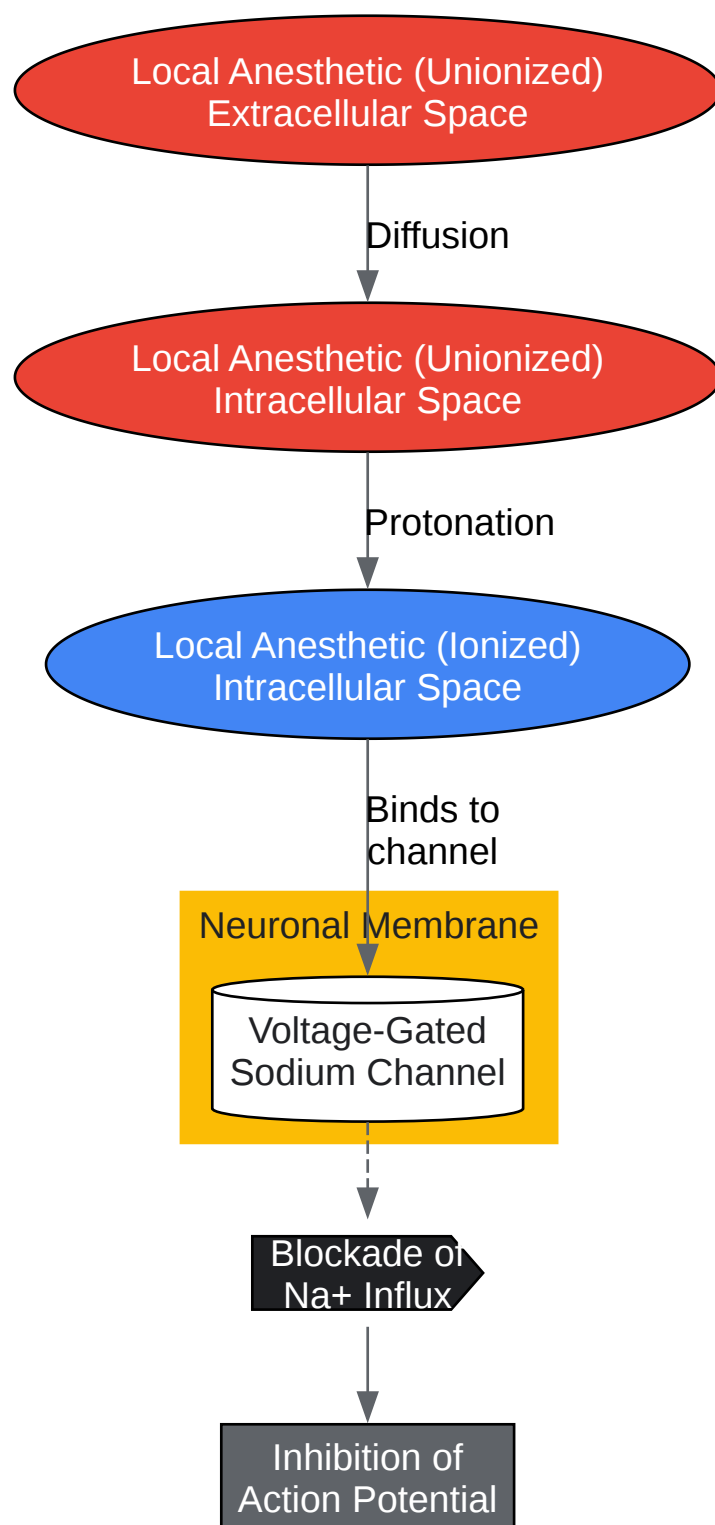 Local Anesthetic (Unionized)
Extracellular Space
Diffusion
Local Anesthetic (Unionized)
Intracellular Space
Protonation
Local Anesthetic (Ionized)
Intracellular Space
Binds to
channel
Neuronal Membrane
Voltage-Gated
Sodium Channel
Blockade of
Na+ Influx
Inhibition of
Action Potential